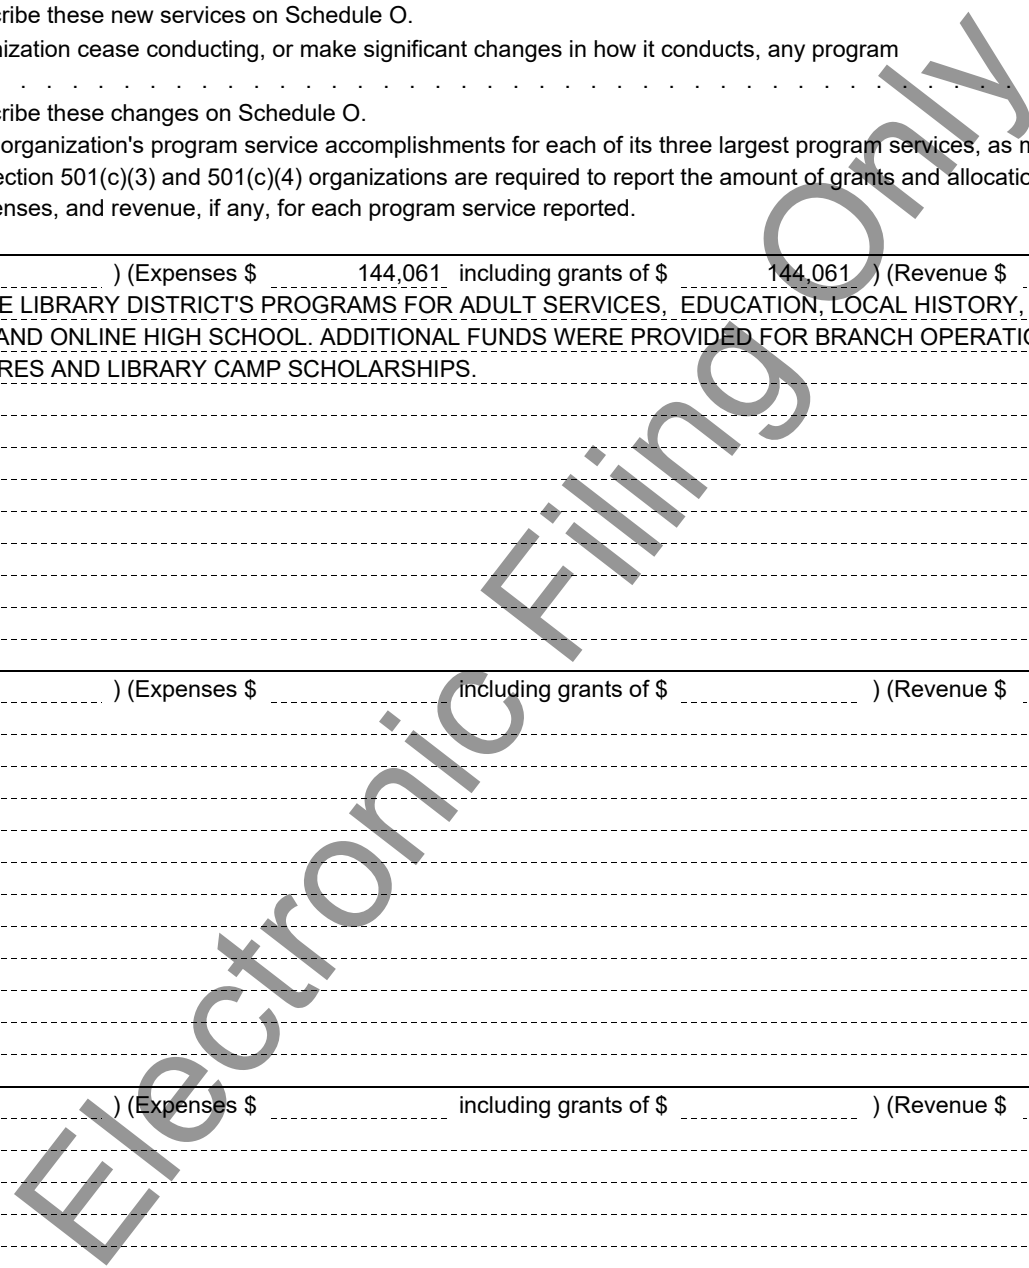 ribe these new services on Schedule O.
nization cease conducting, or make significant changes in how it conducts, any program
. . . . . . . . . . . . . . . . . . . . . . . . . . . . . . . . . . . . . . .
ribe these changes on Schedule O.
organization's program service accomplishments for each of its three largest program services, as m
ection 501(c)(3) and 501(c)(4) organizations are required to report the amount of grants and allocatio
enses, and revenue, if any, for each program service reported.
) (Expenses $ 144,061 including grants of $ 144,061 ) (Revenue $
E LIBRARY DISTRICT'S PROGRAMS FOR ADULT SERVICES, EDUCATION, LOCAL HISTORY,
AND ONLINE HIGH SCHOOL. ADDITIONAL FUNDS WERE PROVIDED FOR BRANCH OPERATIO
RES AND LIBRARY CAMP SCHOLARSHIPS.
) (Expenses $ including grants of $ ) (Revenue $
) (Expenses $ including grants of $ ) (Revenue $
Electronic Filing Only